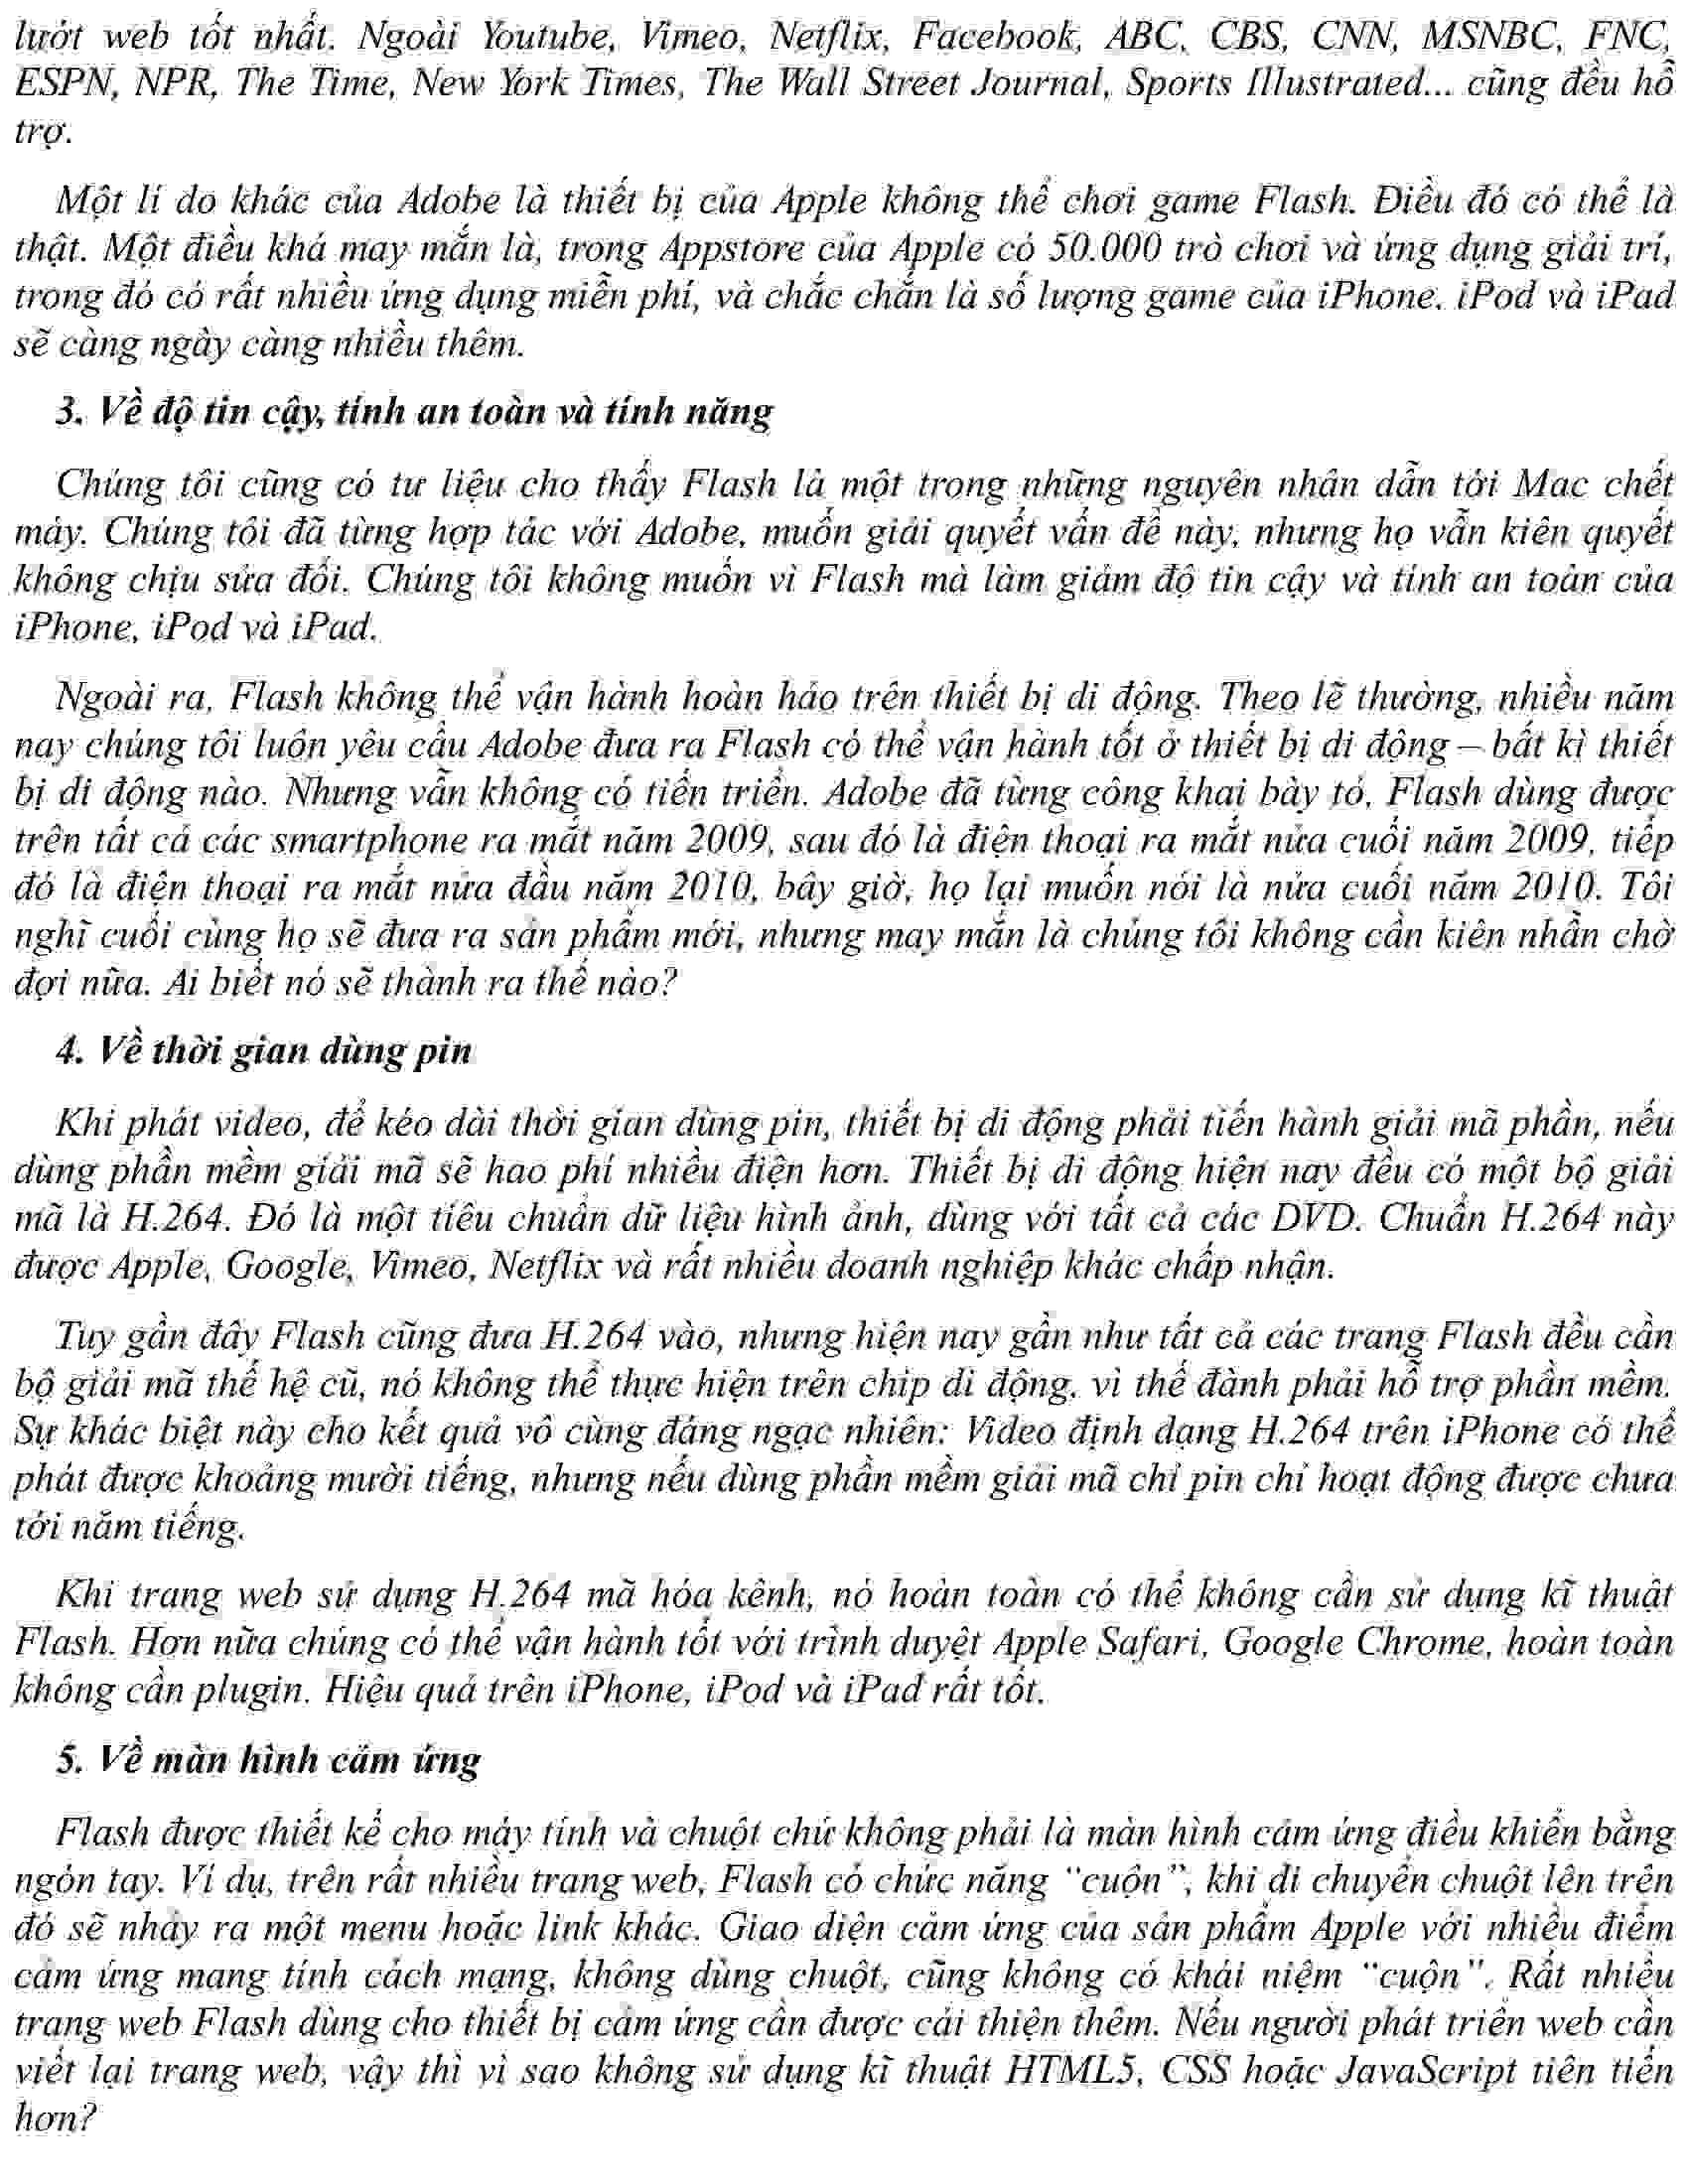 lướt web tốt nhất. Ngoài Youtube, Vimeo, Netflix, Facebook, ABC, CBS, CNN, MSNBC, FNC,
ESPN, NPR, The Time, New York Times, The Wall Street Journal, Sports Illustrated... cũng đều hỗ
trợ.
Một lí do khác của Adobe là thiết bị của Apple không thể chơi game Flash. Điều đó có thể là
thật. Một điều khá may mắn là, trong Appstore của Apple có 50.000 trò chơi và ứng dụng giải trí,
trong đó có rất nhiều ứng dụng miễn phí, và chắc chắn là số lượng game của iPhone, iPod và iPad
sẽ càng ngày càng nhiều thêm.
3. Về độ tin cậy, tính an toàn và tính năng
Chúng tôi cũng có tư liệu cho thấy Flash là một trong những nguyên nhân dẫn tới Mac chết
máy. Chúng tôi đã từng hợp tác với Adobe, muốn giải quyết vấn đề này, nhưng họ vẫn kiên quyết
không chịu sửa đổi. Chúng tôi không muốn vì Flash mà làm giảm độ tin cậy và tính an toàn của
iPhone, iPod và iPad.
Ngoài ra, Flash không thể vận hành hoàn hảo trên thiết bị di động. Theo lẽ thường, nhiều năm
nay chúng tôi luôn yêu cầu Adobe đưa ra Flash có thể vận hành tốt ở thiết bị di động – bất kì thiết
bị di động nào. Nhưng vẫn không có tiến triển. Adobe đã từng công khai bày tỏ, Flash dùng được
trên tất cả các smartphone ra mắt năm 2009, sau đó là điện thoại ra mắt nửa cuối năm 2009, tiếp
đó là điện thoại ra mắt nửa đầu năm 2010, bây giờ, họ lại muốn nói là nửa cuối năm 2010. Tôi
nghĩ cuối cùng họ sẽ đưa ra sản phẩm mới, nhưng may mắn là chúng tôi không cần kiên nhẫn chờ
đợi nữa. Ai biết nó sẽ thành ra thế nào?
4. Về thời gian dùng pin
Khi phát video, để kéo dài thời gian dùng pin, thiết bị di động phải tiến hành giải mã phần, nếu
dùng phần mềm giải mã sẽ hao phí nhiều điện hơn. Thiết bị di động hiện nay đều có một bộ giải
mã là H.264. Đó là một tiêu chuẩn dữ liệu hình ảnh, dùng với tất cả các DVD. Chuẩn H.264 này
được Apple, Google, Vimeo, Netflix và rất nhiều doanh nghiệp khác chấp nhận.
Tuy gần đây Flash cũng đưa H.264 vào, nhưng hiện nay gần như tất cả các trang Flash đều cần
bộ giải mã thế hệ cũ, nó không thể thực hiện trên chip di động, vì thế đành phải hỗ trợ phần mềm.
Sự khác biệt này cho kết quả vô cùng đáng ngạc nhiên: Video định dạng H.264 trên iPhone có thể
phát được khoảng mười tiếng, nhưng nếu dùng phần mềm giải mã chỉ pin chỉ hoạt động được chưa
tới năm tiếng.
Khi trang web sử dụng H.264 mã hóa kênh, nó hoàn toàn có thể không cần sử dụng kĩ thuật
Flash. Hơn nữa chúng có thể vận hành tốt với trình duyệt Apple Safari, Google Chrome, hoàn toàn
không cần plugin. Hiệu quả trên iPhone, iPod và iPad rất tốt.
5. Về màn hình cảm ứng
Flash được thiết kế cho máy tính và chuột chứ không phải là màn hình cảm ứng điều khiển bằng
ngón tay. Ví dụ, trên rất nhiều trang web, Flash có chức năng “cuộn”, khi di chuyển chuột lên trên
đó sẽ nhảy ra một menu hoặc link khác. Giao diện cảm ứng của sản phẩm Apple với nhiều điểm
cảm ứng mang tính cách mạng, không dùng chuột, cũng không có khái niệm “cuộn”. Rất nhiều
trang web Flash dùng cho thiết bị cảm ứng cần được cải thiện thêm. Nếu người phát triển web cần
viết lại trang web, vậy thì vì sao không sử dụng kĩ thuật HTML5, CSS hoặc JavaScript tiên tiến
hơn?